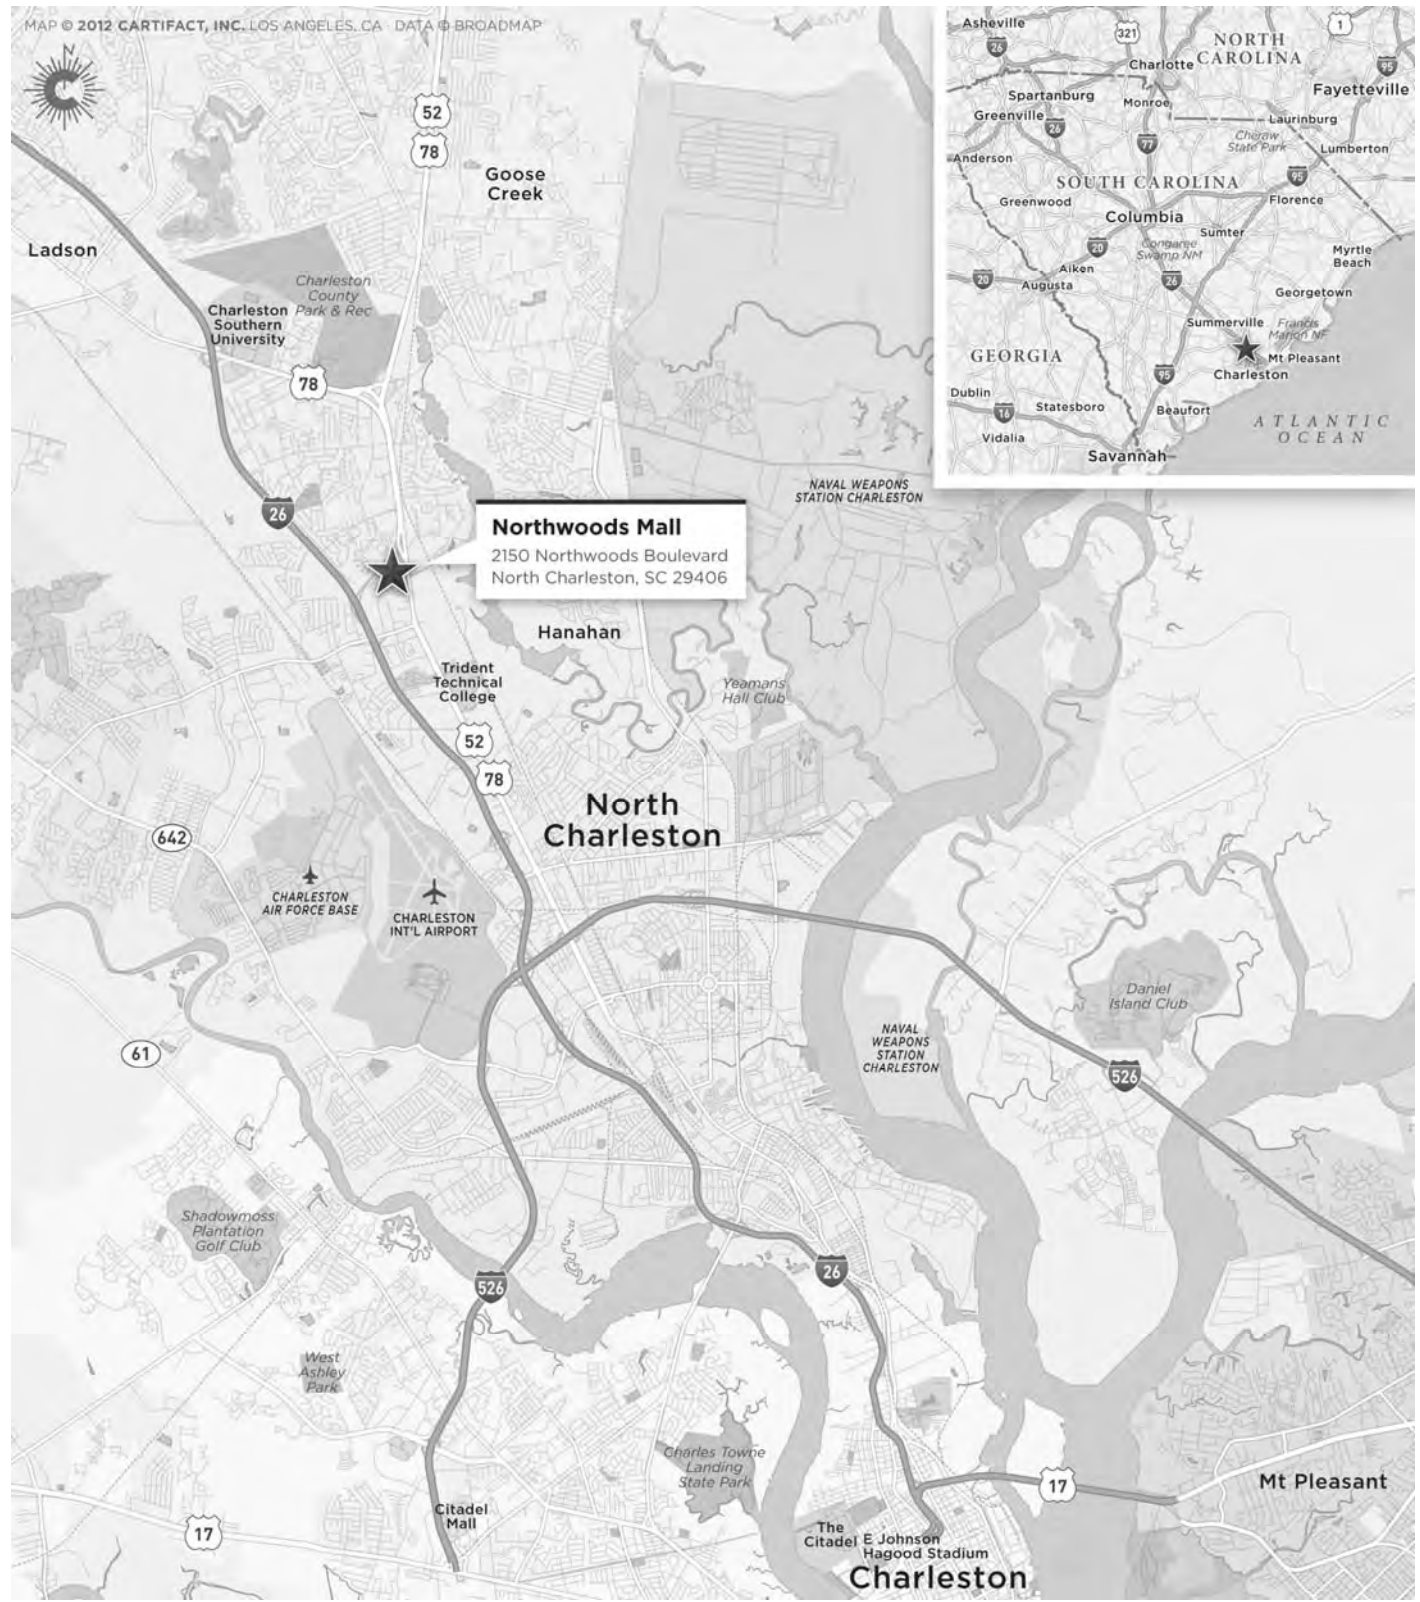 MAP © 2012 CARTIFACT, INC. LOS ANGELES, CA · DATA © BROADMAP
N
C
52
78
Goose
Creek
Ladson
Charleston
County
Park & Rec
Charleston
Southern
University
78
26
Northwoods Mall
2150 Northwoods Boulevard
North Charleston, SC 29406
NAVAL WEAPONS
STATION CHARLESTON
Hanahan
Trident
Technical
College
Yeamans
Hall Club
52
78
North
Charleston
642
CHARLESTON
AIR FORCE BASE
CHARLESTON
INT'L AIRPORT
Daniel
Island Club
61
NAVAL
WEAPONS
STATION
CHARLESTON
526
Shadowmoss
Plantation
Golf Club
526
26
West
Ashley
Park
Charles Towne
Landing
State Park
17
Mt Pleasant
Citadel
Mall
17
The
Citadel
E Johnson
Hagood Stadium
Charleston
Asheville
26
321
1
NORTH
CAROLINA
Charlotte
95
Fayetteville
Spartanburg
Monroe
Greenville
26
Laurinburg
77
Cheraw
State Park
Lumberton
Anderson
95
SOUTH CAROLINA
Greenwood
Florence
Columbia
Sumter
20
Congaree
Swamp NM
Myrtle
Beach
Aiken
20
26
Augusta
Georgetown
Summerville
Francis
Marion NF
GEORGIA
Mt Pleasant
95
Charleston
Dublin
16
Statesboro
Beaufort
ATLANTIC
OCEAN
Vidalia
Savannah